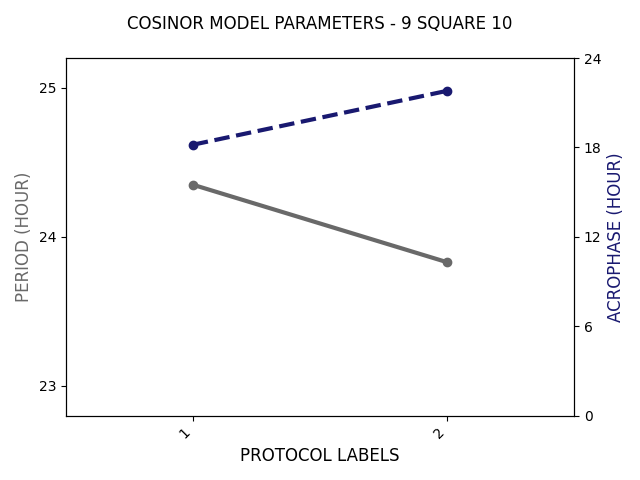 COSINOR MODEL PARAMETERS - 9 SQUARE 10
25
24
23
PERIOD (HOUR)
24
18
12
6
0
ACROPHASE (HOUR)
1
2
PROTOCOL LABELS